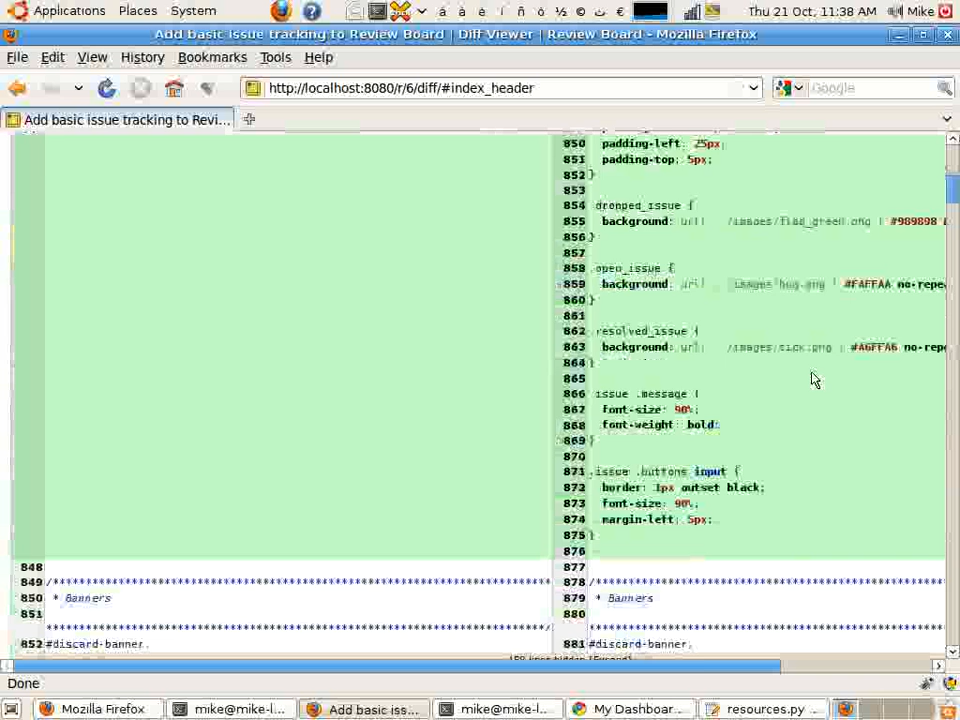 Applications Places System
á é í ñ ó ½ © ت €
Thu 21 Oct, 11:38 AM Mike
Add basic issue tracking to Review Board | Diff Viewer | Review Board - Mozilla Firefox
File Edit View History Bookmarks Tools Help
http://localhost:8080/r/6/diff/#index_header
Google
Add basic issue tracking to Revi...
850 padding-left: 25px;
851 padding-top: 5px;
852 }
853
854 .dropped_issue {
855 background: url( /images/flag_green.png ) #989898
856 }
857
858 .open_issue {
859 background: url( images/bug.png ) #FAFFAA no-repe
860 }
861
862 .resolved_issue {
863 background: url( /images/tick.png ) #A6FFA6 no-repe
864 }
865
866 .issue .message {
867 font-size: 90%;
868 font-weight: bold;
869 }
870
871 .issue .buttons input {
872 border: 1px outset black;
873 font-size: 90%;
874 margin-left: 5px;
875 }
876
848 877
849 /**************************************************************** 878 /*********************************************
850 * Banners 879 * Banners
851 880
****************************************************************/ *********************************************
852 #discard-banner, 881 #discard-banner,
Done
Mozilla Firefox
mike@mike-l...
Add basic iss...
mike@mike-l...
My Dashboar...
resources.py ...